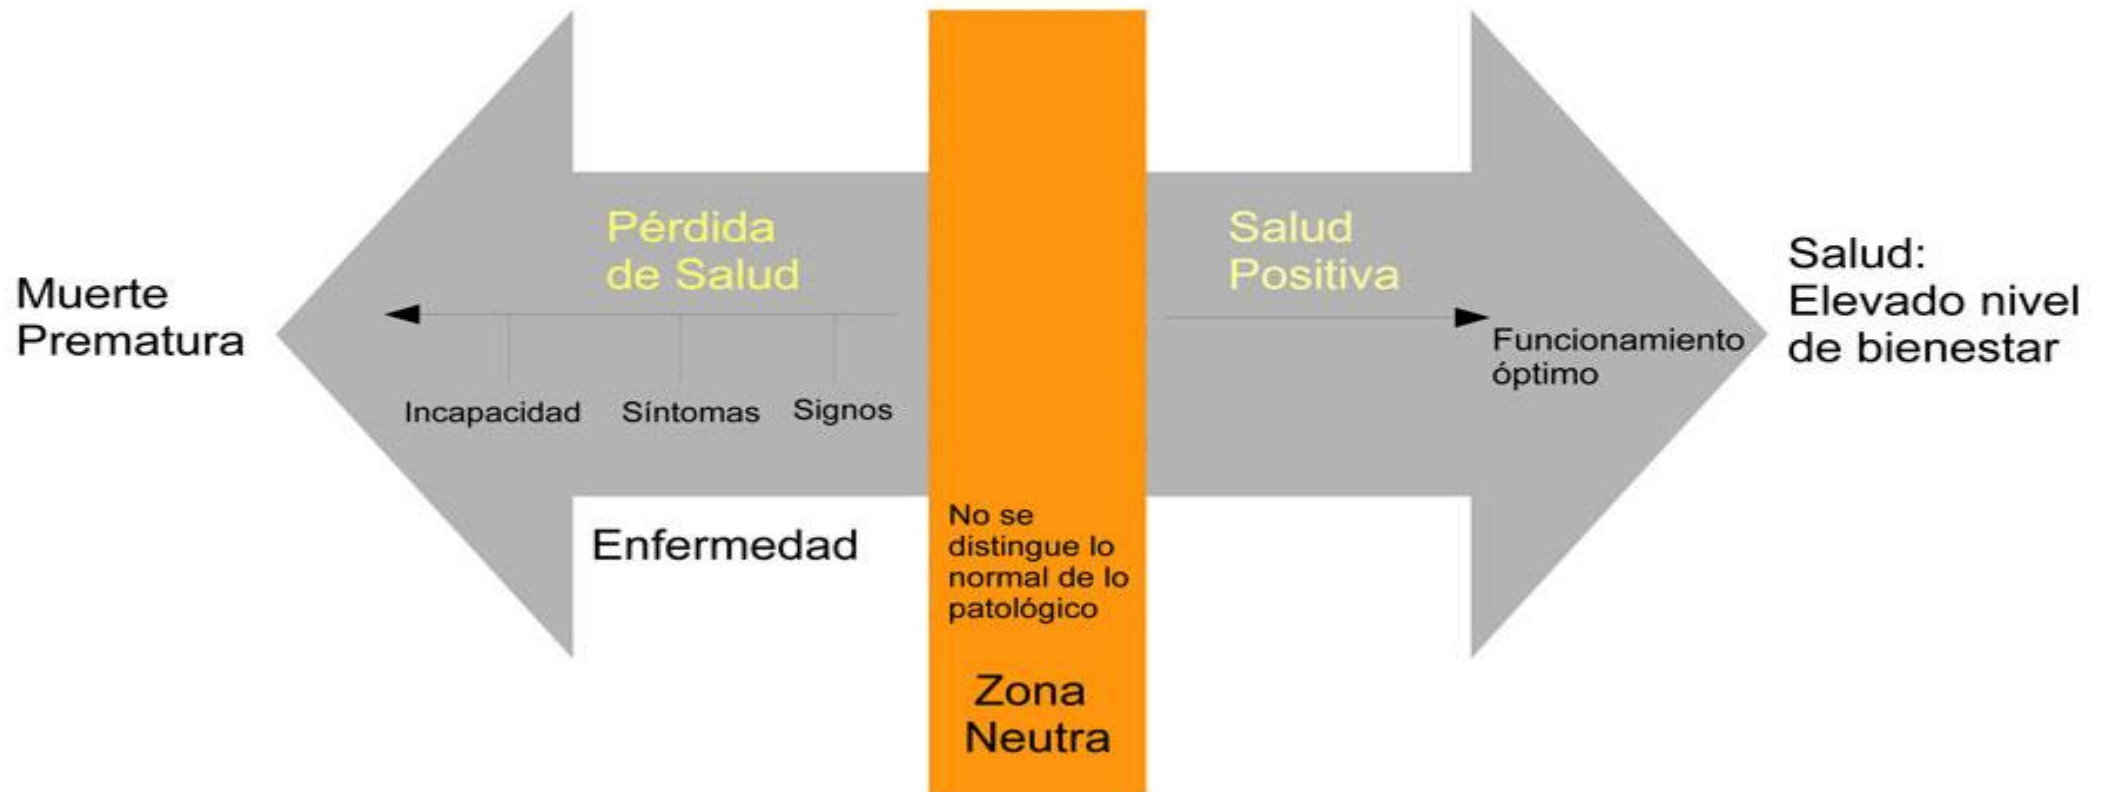 Muerte
Prematura
Pérdida
de Salud
Incapacidad
Síntomas
Signos
Enfermedad
No se
distingue lo
normal de lo
patológico
Zona
Neutra
Salud
Positiva
Funcionamiento
óptimo
Salud:
Elevado nivel
de bienestar